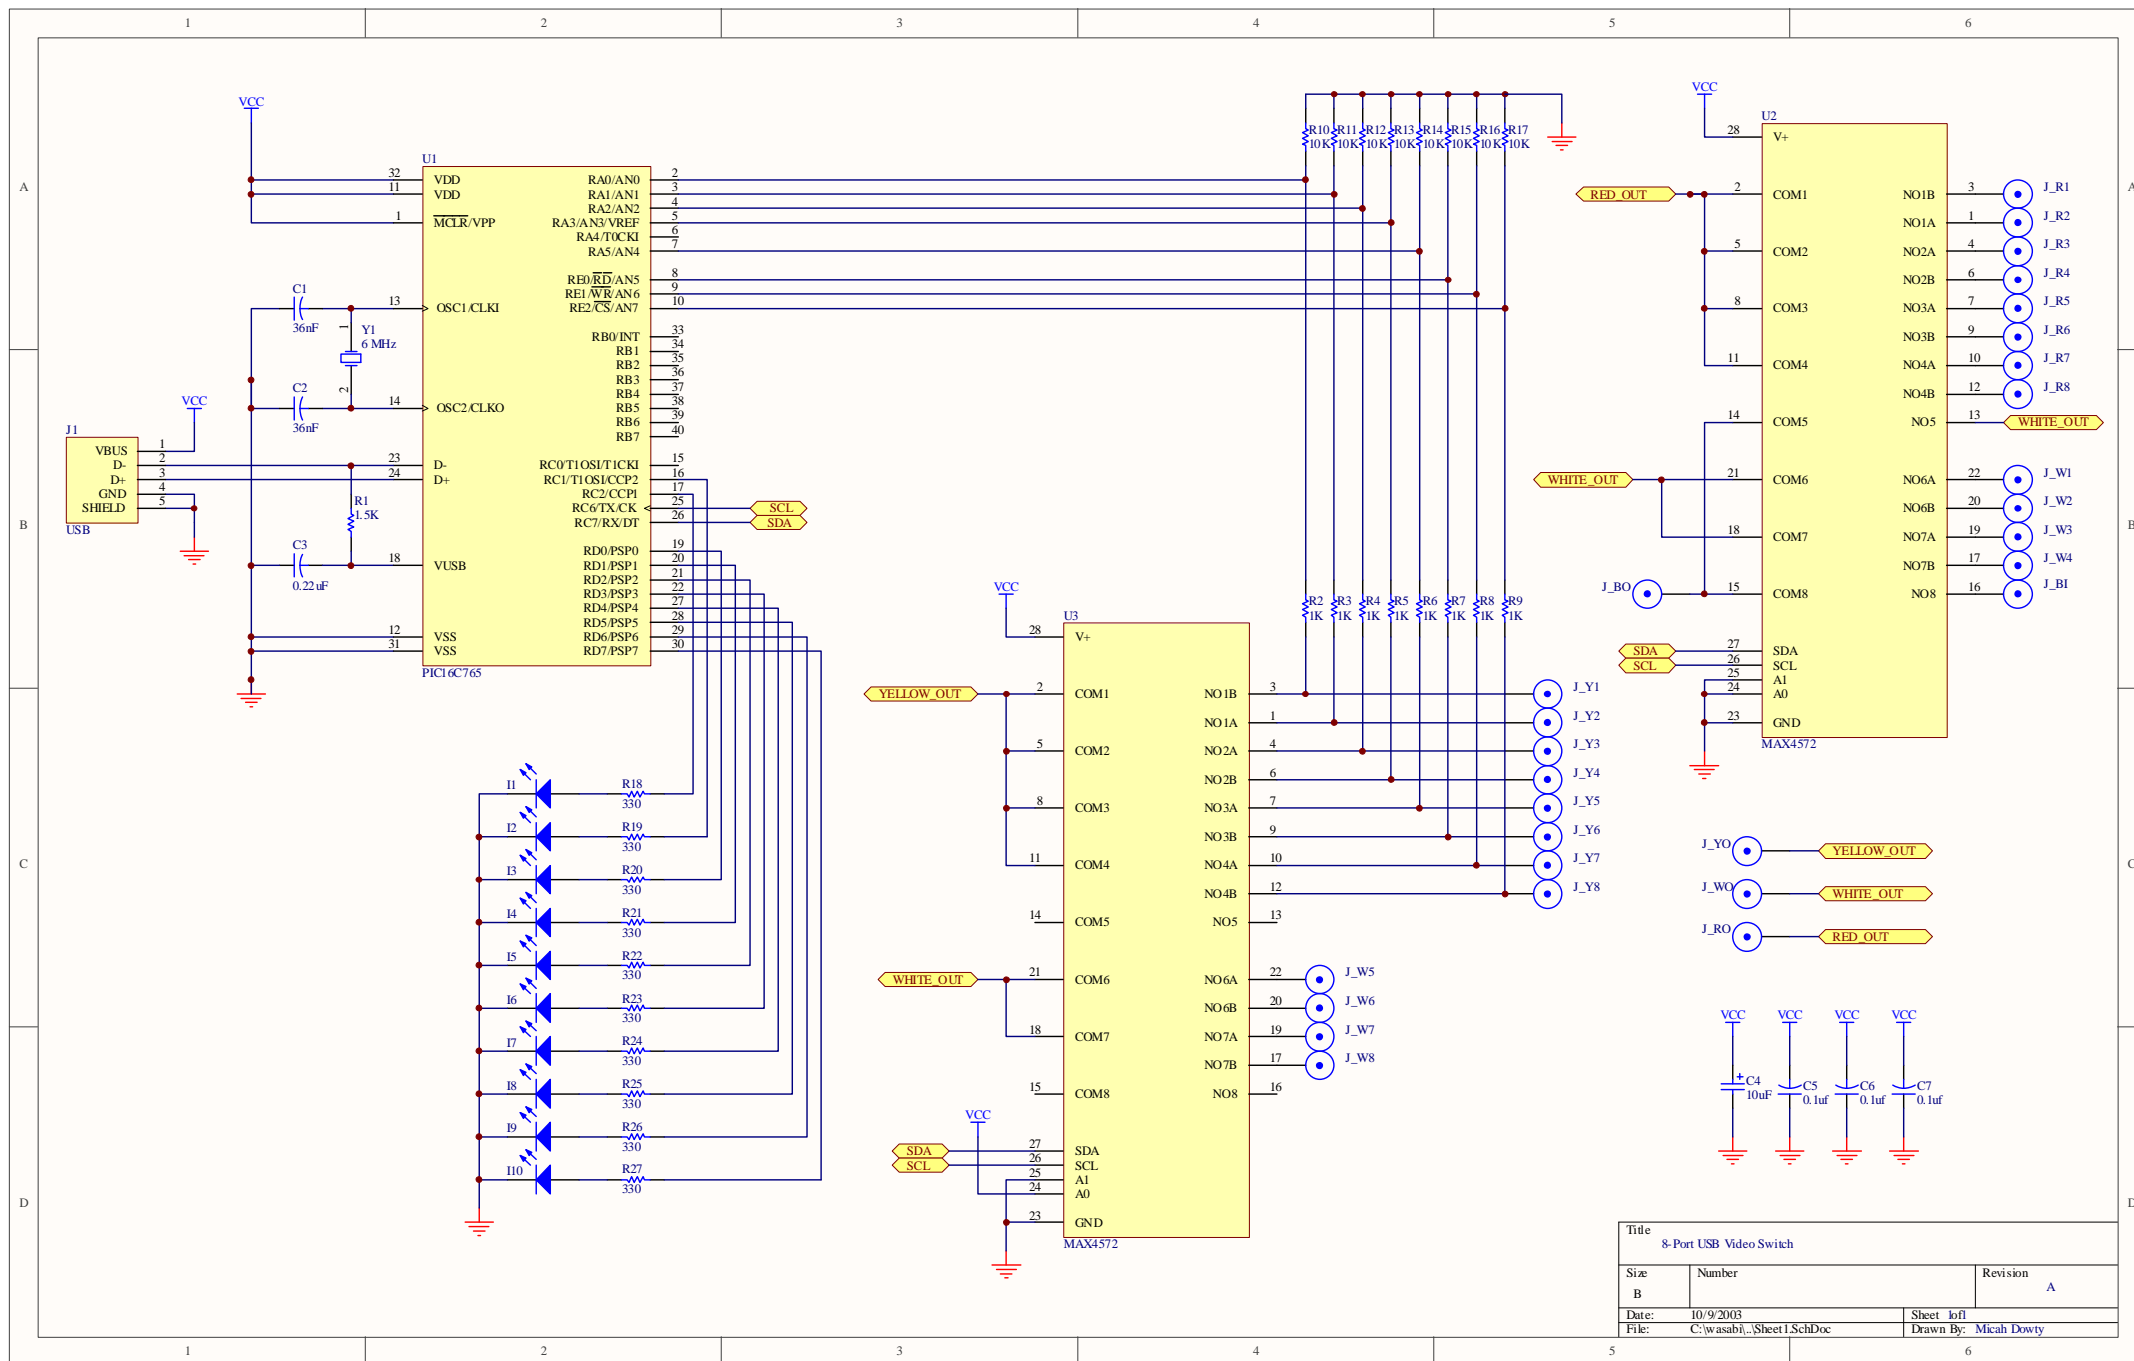 1 2 3 4 5 6
A
B
C
D
A
B
C
D
1 2 3 4 5 6
VCC
U1
32 VDD
11 VDD
1 MCLR/VPP
13 OSC1/CLKI
14 OSC2/CLKO
23 D-
24 D+
18 VUSB
12 VSS
31 VSS
PIC16C765
RA0/AN0 2
RA1/AN1 3
RA2/AN2 4
RA3/AN3/VREF 5
RA4/T0CKI 6
RA5/AN4 7
RE0/RD/AN5 8
RE1/WR/AN6 9
RE2/CS/AN7 10
RB0/INT 33
RB1 34
RB2 35
RB3 36
RB4 37
RB5 38
RB6 39
RB7 40
RC0/T1OSI/T1CKI 15
RC1/T1OSI/CCP2 16
RC2/CCP1 17
RC6/TX/CK 25
RC7/RX/DT 26
RD0/PSP0 19
RD1/PSP1 20
RD2/PSP2 21
RD3/PSP3 22
RD4/PSP4 27
RD5/PSP5 28
RD6/PSP6 29
RD7/PSP7 30
SCL
SDA
C1
36nF
1
Y1
6 MHz
2
C2
36nF
VCC
J1
VBUS 1
D- 2
D+ 3
GND 4
SHIELD 5
USB
R1
1.5K
C3
0.22uF
I1 R18
330
I2 R19
330
I3 R20
330
I4 R21
330
I5 R22
330
I6 R23
330
I7 R24
330
I8 R25
330
I9 R26
330
I10 R27
330
R10 R11 R12 R13 R14 R15 R16 R17
10K 10K 10K 10K 10K 10K 10K 10K
R2 R3 R4 R5 R6 R7 R8 R9
1K 1K 1K 1K 1K 1K 1K 1K
VCC
U3
28 V+
YELLOW_OUT 2 COM1
5 COM2
8 COM3
11 COM4
14 COM5
WHITE_OUT 21 COM6
18 COM7
15 COM8
VCC
SDA 27 SDA
SCL 26 SCL
25 A1
24 A0
23 GND
MAX4572
NO1B 3 J_Y1
NO1A 1 J_Y2
NO2A 4 J_Y3
NO2B 6 J_Y4
NO3A 7 J_Y5
NO3B 9 J_Y6
NO4A 10 J_Y7
NO4B 12 J_Y8
NO5 13
NO6A 22 J_W5
NO6B 20 J_W6
NO7A 19 J_W7
NO7B 17 J_W8
NO8 16
VCC
U2
28 V+
RED_OUT 2 COM1
5 COM2
8 COM3
11 COM4
14 COM5
WHITE_OUT 21 COM6
18 COM7
J_BO 15 COM8
SDA 27 SDA
SCL 26 SCL
25 A1
24 A0
23 GND
MAX4572
NO1B 3 J_R1
NO1A 1 J_R2
NO2A 4 J_R3
NO2B 6 J_R4
NO3A 7 J_R5
NO3B 9 J_R6
NO4A 10 J_R7
NO4B 12 J_R8
NO5 13 WHITE_OUT
NO6A 22 J_W1
NO6B 20 J_W2
NO7A 19 J_W3
NO7B 17 J_W4
NO8 16 J_BI
J_YO YELLOW_OUT
J_WO WHITE_OUT
J_RO RED_OUT
VCC VCC VCC VCC
+ C4 C5 C6 C7
10uF 0.1uf 0.1uf 0.1uf
Title
8-Port USB Video Switch
Size Number Revision
B A
Date: 10/9/2003 Sheet 1of1
File: C:\wasabi\..\Sheet1.SchDoc Drawn By: Micah Dowty